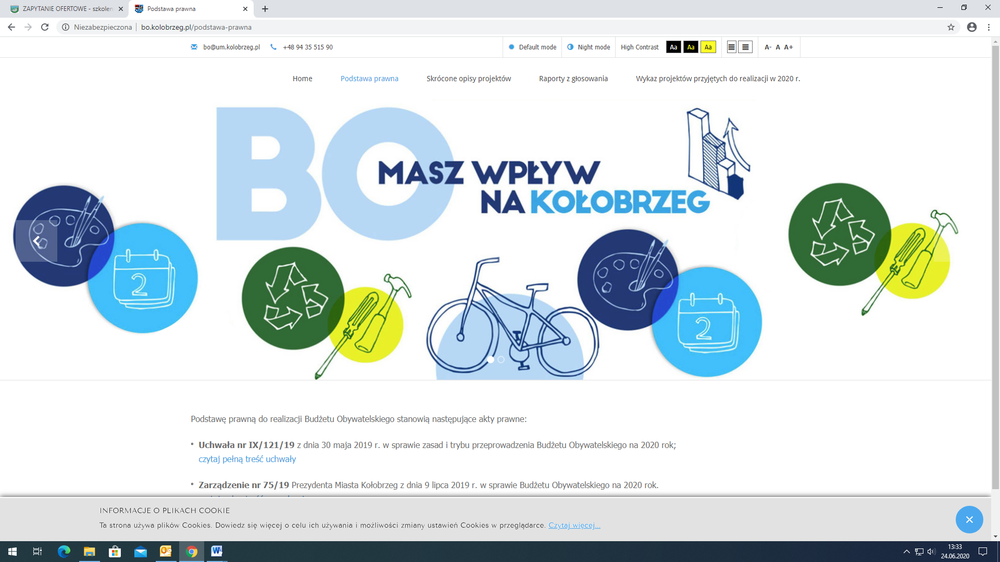 ZAPYTANIE OFERTOWE - szkolen
Podstawa prawna
Niezabezpieczona
bo.kolobrzeg.pl/podstawa-prawna
bo@um.kolobrzeg.pl
+48 94 35 515 90
Default mode
Night mode
High Contrast
Aa
Aa
Aa
A- A A+
Home
Podstawa prawna
Skrócone opisy projektów
Raporty z głosowania
Wykaz projektów przyjętych do realizacji w 2020 r.
BO
MASZ WPŁYW
NA KOŁOBRZEG
2
2
Podstawę prawną do realizacji Budżetu Obywatelskiego stanowią następujące akty prawne:
Uchwała nr IX/121/19 z dnia 30 maja 2019 r. w sprawie zasad i trybu przeprowadzenia Budżetu Obywatelskiego na 2020 rok;
czytaj pełną treść uchwały
Zarządzenie nr 75/19 Prezydenta Miasta Kołobrzeg z dnia 9 lipca 2019 r. w sprawie Budżetu Obywatelskiego na 2020 rok.
INFORMACJE O PLIKACH COOKIE
Ta strona używa plików Cookies. Dowiedz się więcej o celu ich używania i możliwości zmiany ustawień Cookies w przeglądarce. Czytaj więcej...
13:33
24.06.2020